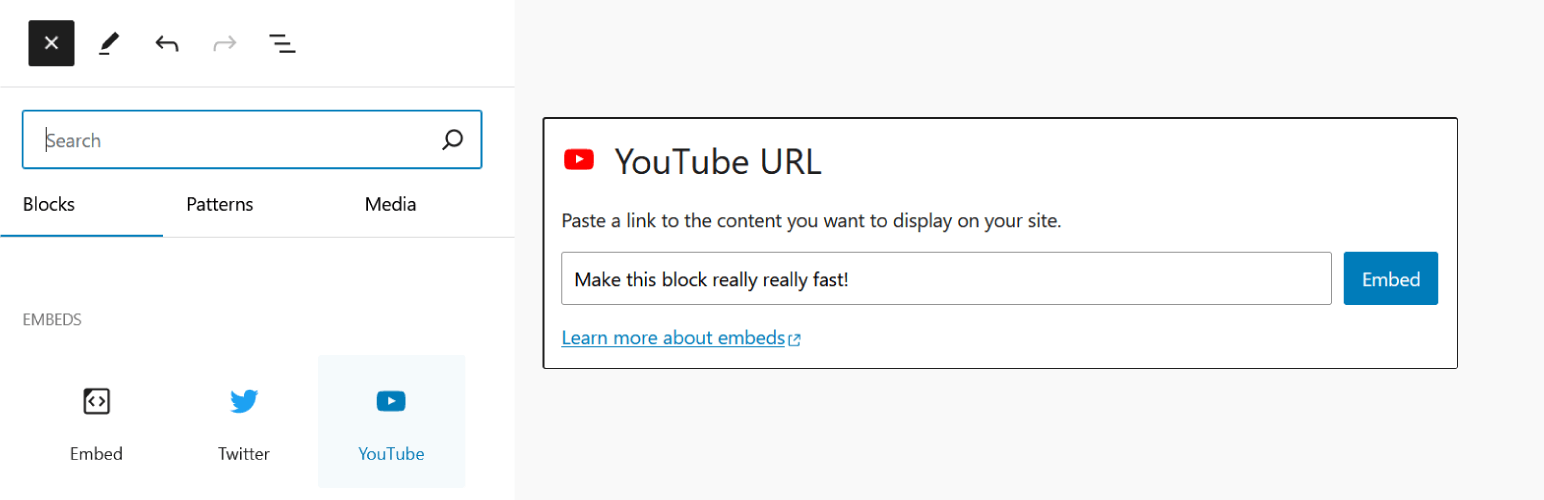 Search
Blocks Patterns Media
EMBEDS
Embed Twitter YouTube
YouTube URL
Paste a link to the content you want to display on your site.
Make this block really really fast! Embed
Learn more about embeds